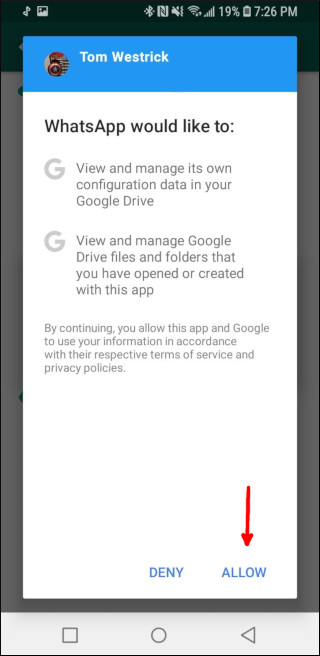 19% 7:26 PM
Tom Westrick
WhatsApp would like to:
G View and manage its own
configuration data in your
Google Drive
G View and manage Google
Drive files and folders that
you have opened or created
with this app
By continuing, you allow this app and Google
to use your information in accordance
with their respective terms of service and
privacy policies.
DENY ALLOW